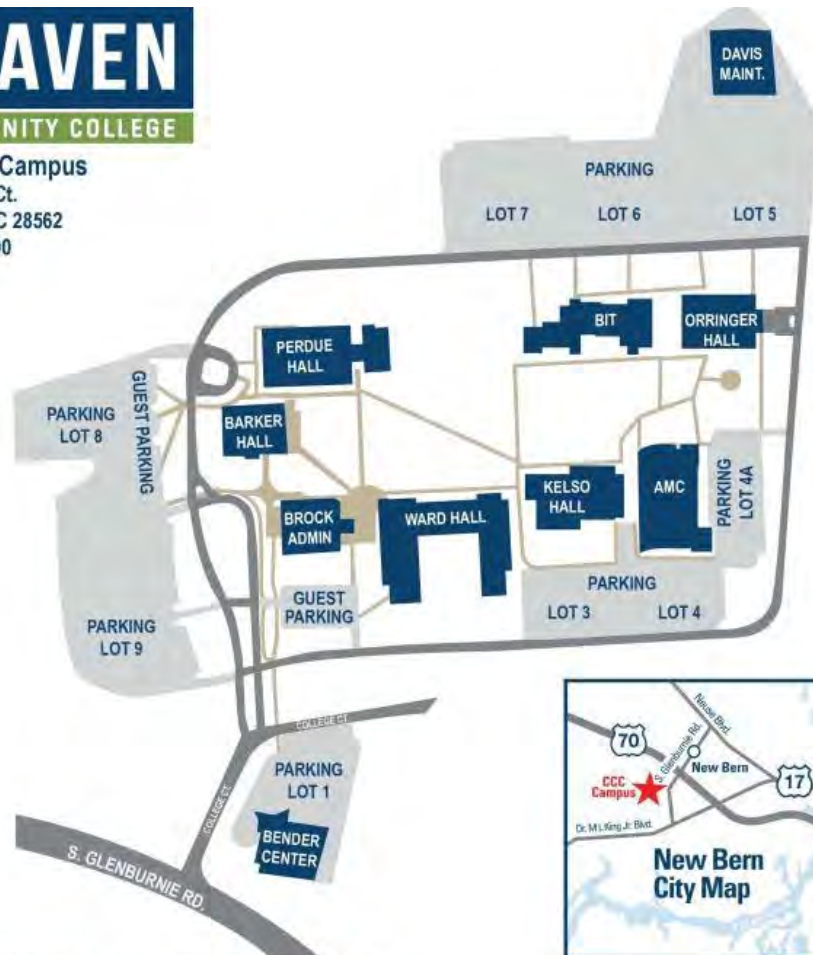 AVEN
NITY COLLEGE
Campus
Ct.
C 28562
00
DAVIS
MAINT.
PARKING
LOT 7
LOT 6
LOT 5
PERDUE
HALL
BIT
ORRINGER
HALL
GUEST PARKING
PARKING
LOT 8
BARKER
HALL
BROCK
ADMIN
WARD HALL
KELSO
HALL
AMC
PARKING
LOT 4A
GUEST
PARKING
PARKING
LOT 3
LOT 4
PARKING
LOT 9
COLLEGE CT.
PARKING
LOT 1
COLLEGE CT.
BENDER
CENTER
S. GLENBURNIE RD.
Neuse Blvd.
70
S. Glenburnie Rd.
New Bern
17
CCC
Campus
Dr. M L King Jr. Blvd.
New Bern
City Map